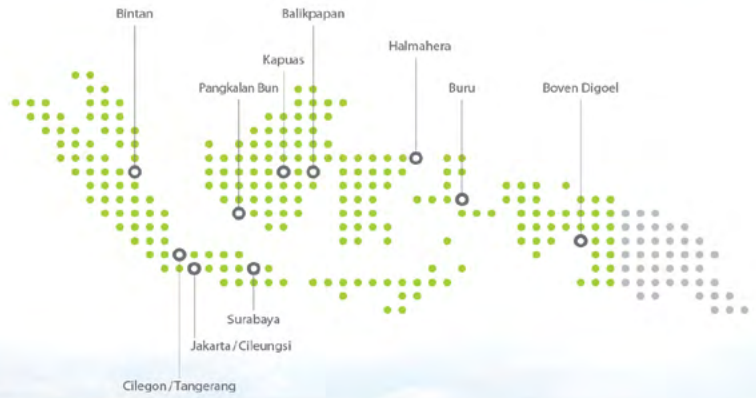 Bintan
Balikpapan
Halmahera
Kapuas
Pangkalan Bun
Buru
Boven Digoel
Surabaya
Jakarta/Cileungsi
Cilegon/Tangerang